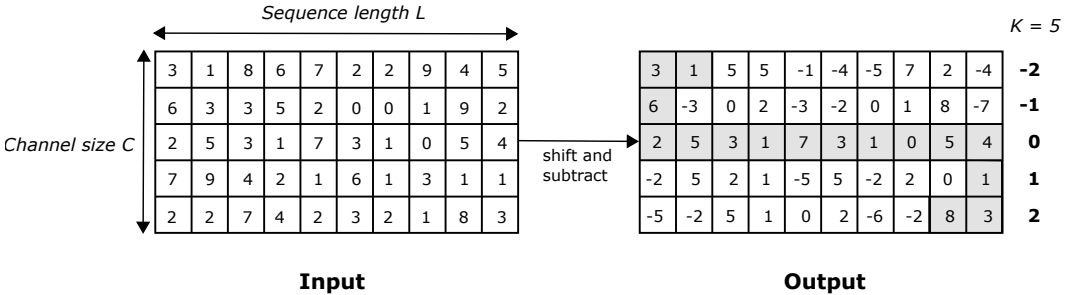 Sequence length L
K = 5
3 1 8 6 7 2 2 9 4 5
3 1 5 5 -1 -4 -5 7 2 -4
-2
6 3 3 5 2 0 0 1 9 2
6 -3 0 2 -3 -2 0 1 8 -7
-1
Channel size C
2 5 3 1 7 3 1 0 5 4
shift and
subtract
2 5 3 1 7 3 1 0 5 4
0
7 9 4 2 1 6 1 3 1 1
-2 5 2 1 -5 5 -2 2 0 1
1
2 2 7 4 2 3 2 1 8 3
-5 -2 5 1 0 2 -6 -2 8 3
2
Input
Output